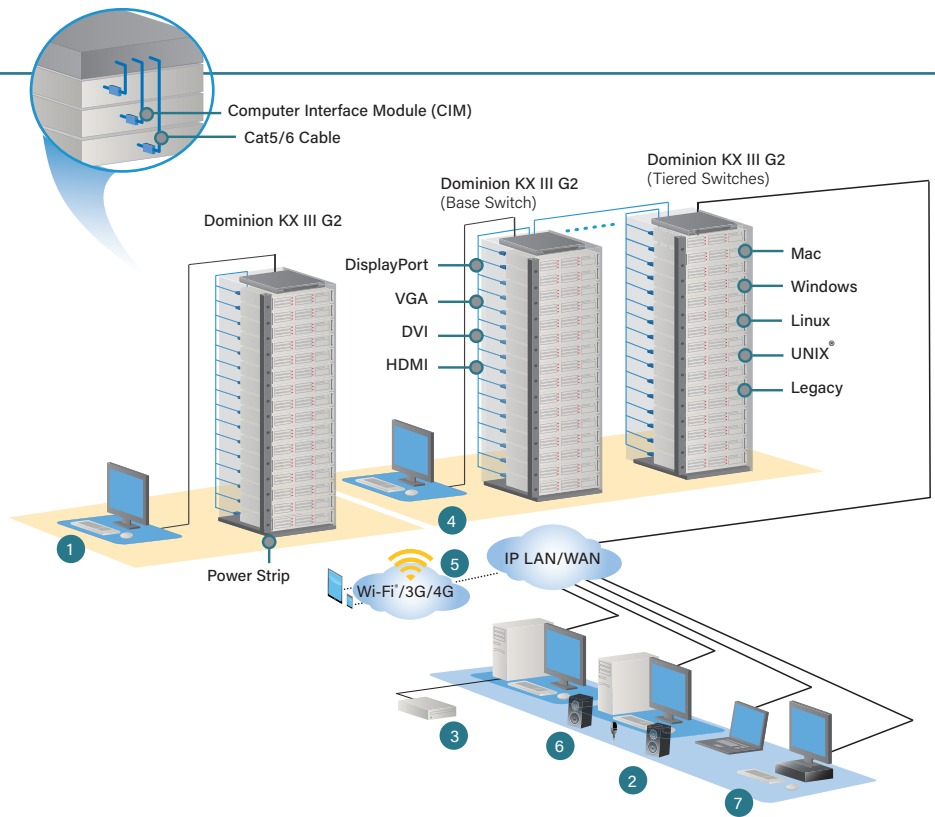 Computer Interface Module (CIM)
Cat5/6 Cable
Dominion KX III G2
Dominion KX III G2
(Base Switch)
Dominion KX III G2
(Tiered Switches)
DisplayPort
VGA
DVI
HDMI
Mac
Windows
Linux
UNIX®
Legacy
1
Power Strip
4
5
Wi-Fi®/3G/4G
IP LAN/WAN
3
6
2
7